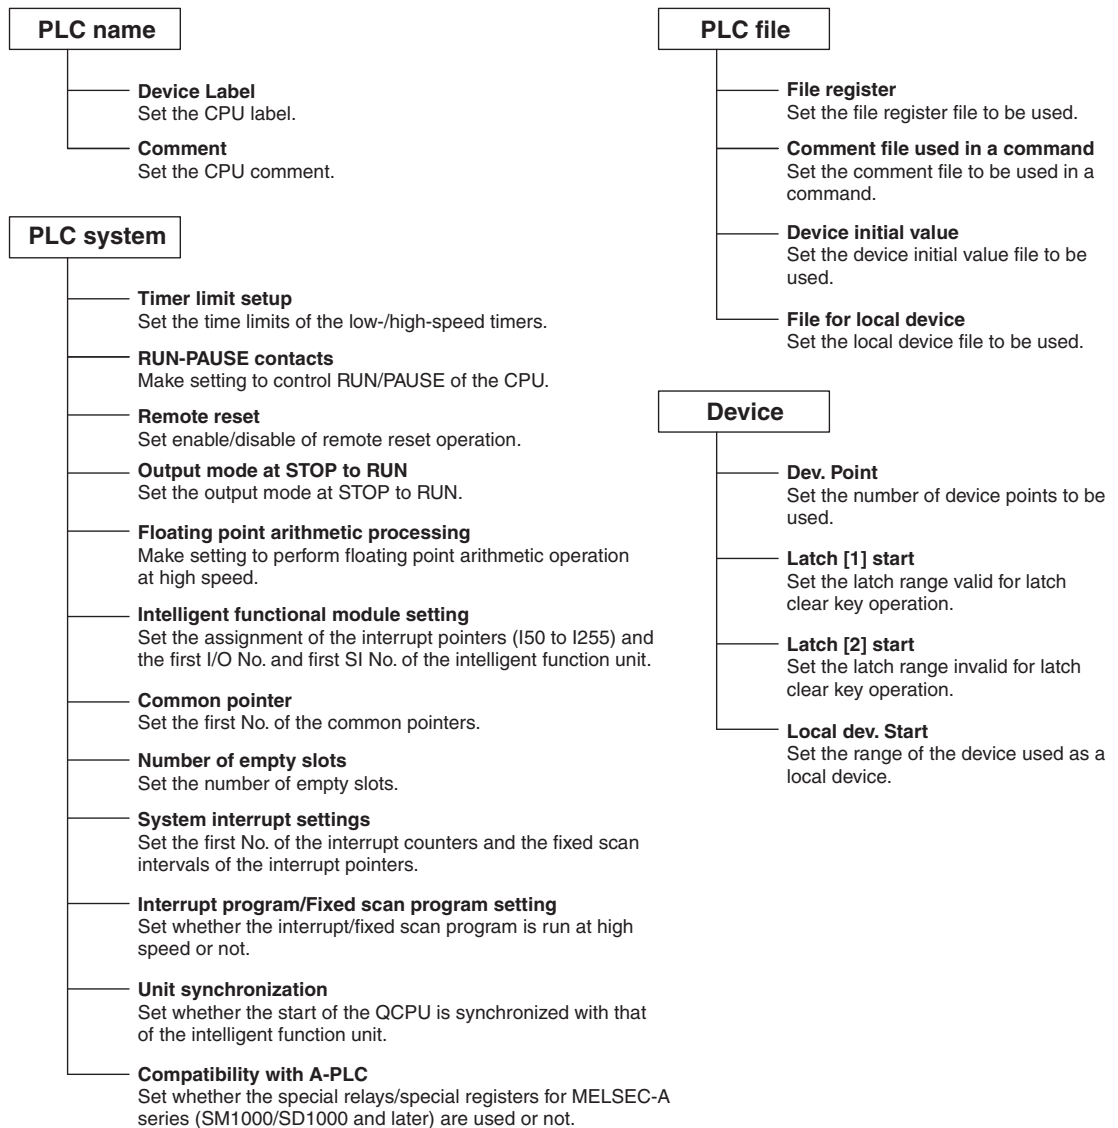 PLC name
Device Label
Set the CPU label.
Comment
Set the CPU comment.
PLC system
Timer limit setup
Set the time limits of the low-/high-speed timers.
RUN-PAUSE contacts
Make setting to control RUN/PAUSE of the CPU.
Remote reset
Set enable/disable of remote reset operation.
Output mode at STOP to RUN
Set the output mode at STOP to RUN.
Floating point arithmetic processing
Make setting to perform floating point arithmetic operation
at high speed.
Intelligent functional module setting
Set the assignment of the interrupt pointers (I50 to I255) and
the first I/O No. and first SI No. of the intelligent function unit.
Common pointer
Set the first No. of the common pointers.
Number of empty slots
Set the number of empty slots.
System interrupt settings
Set the first No. of the interrupt counters and the fixed scan
intervals of the interrupt pointers.
Interrupt program/Fixed scan program setting
Set whether the interrupt/fixed scan program is run at high
speed or not.
Unit synchronization
Set whether the start of the QCPU is synchronized with that
of the intelligent function unit.
Compatibility with A-PLC
Set whether the special relays/special registers for MELSEC-A
series (SM1000/SD1000 and later) are used or not.
PLC file
File register
Set the file register file to be used.
Comment file used in a command
Set the comment file to be used in a
command.
Device initial value
Set the device initial value file to be
used.
File for local device
Set the local device file to be used.
Device
Dev. Point
Set the number of device points to be
used.
Latch [1] start
Set the latch range valid for latch
clear key operation.
Latch [2] start
Set the latch range invalid for latch
clear key operation.
Local dev. Start
Set the range of the device used as a
local device.